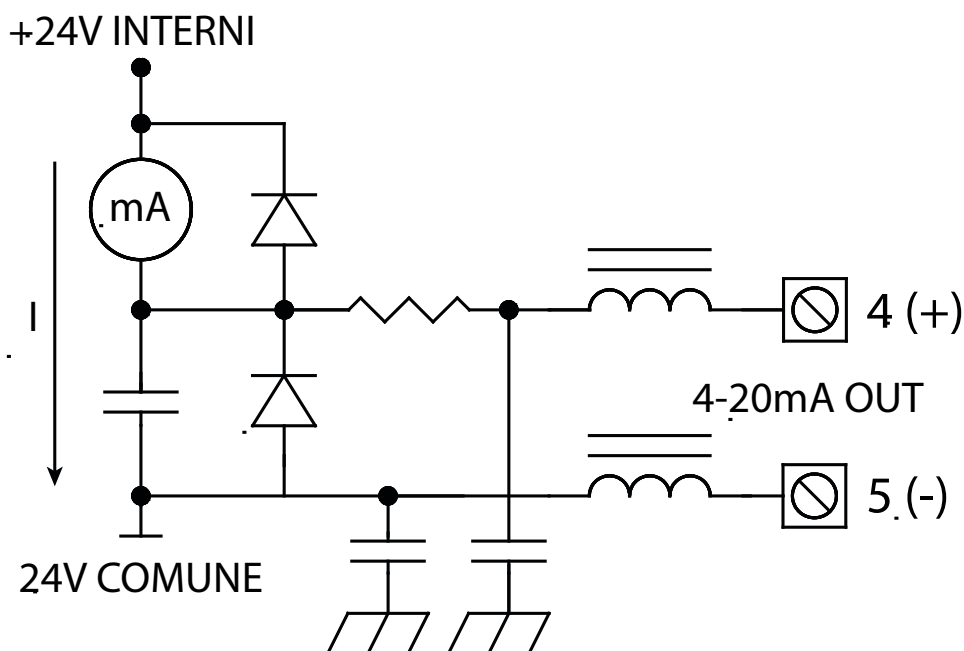 +24V INTERNI
mA
I
4 (+)
4-20mA OUT
5 (-)
24V COMUNE